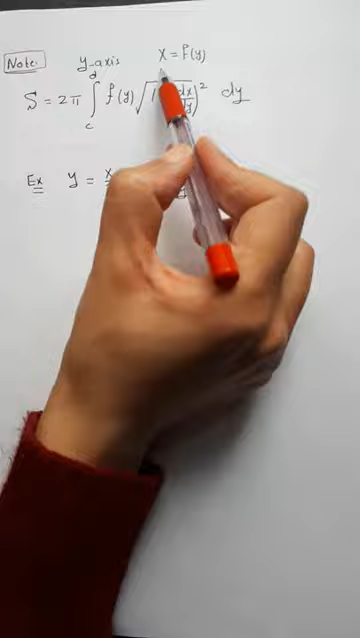 Note: y-axis x = f(y)
S = 2π ∫ c d f(y) √1 dx/dy)² dy
Ex y = x